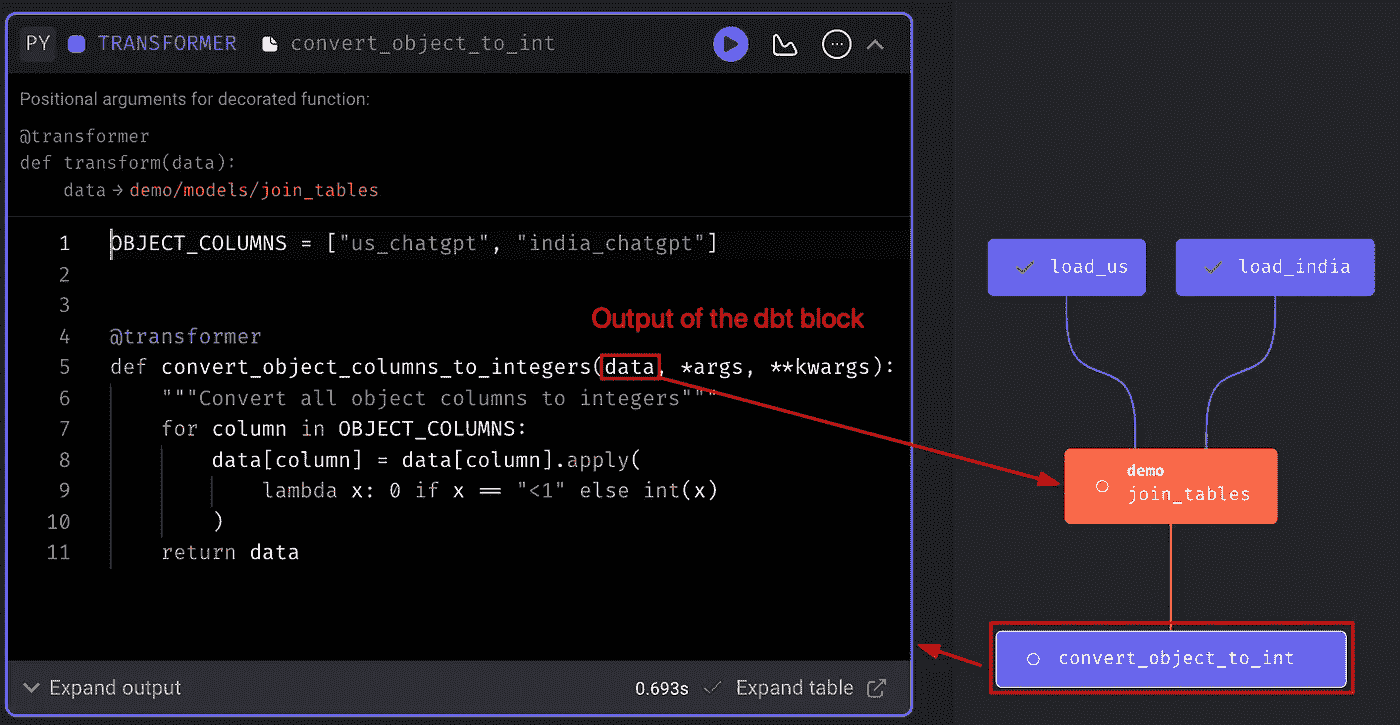 PY TRANSFORMER convert_object_to_int
Positional arguments for decorated function:
@transformer
def transform(data):
data → demo/models/join_tables
1 OBJECT_COLUMNS = ["us_chatgpt", "india_chatgpt"]
2
3
4 @transformer
5 def convert_object_columns_to_integers(data, *args, **kwargs):
6 """Convert all object columns to integers"""
7 for column in OBJECT_COLUMNS:
8 data[column] = data[column].apply(
9 lambda x: 0 if x == "<1" else int(x)
10 )
11 return data
Output of the dbt block
Expand output
0.693s
Expand table
load_us
load_india
demo
join_tables
convert_object_to_int